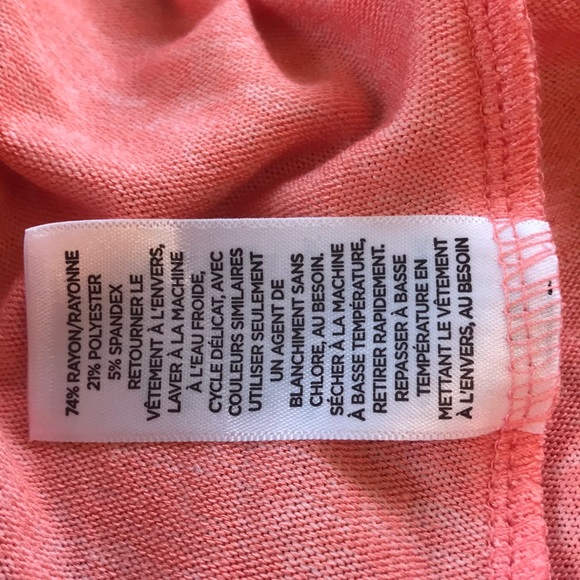 74% RAYON/RAYONNE
21% POLYESTER
5% SPANDEX
RETOURNER LE
VÊTEMENT À L'ENVERS,
LAVER À LA MACHINE
À L'EAU FROIDE,
CYCLE DÉLICAT, AVEC
COULEURS SIMILAIRES
UTILISER SEULEMENT
UN AGENT DE
BLANCHIMENT SANS
CHLORE, AU BESOIN.
SÉCHER À LA MACHINE
À BASSE TEMPÉRATURE,
RETIRER RAPIDEMENT.
REPASSER À BASSE
TEMPÉRATURE EN
METTANT LE VÊTEMENT
À L'ENVERS, AU BESOIN